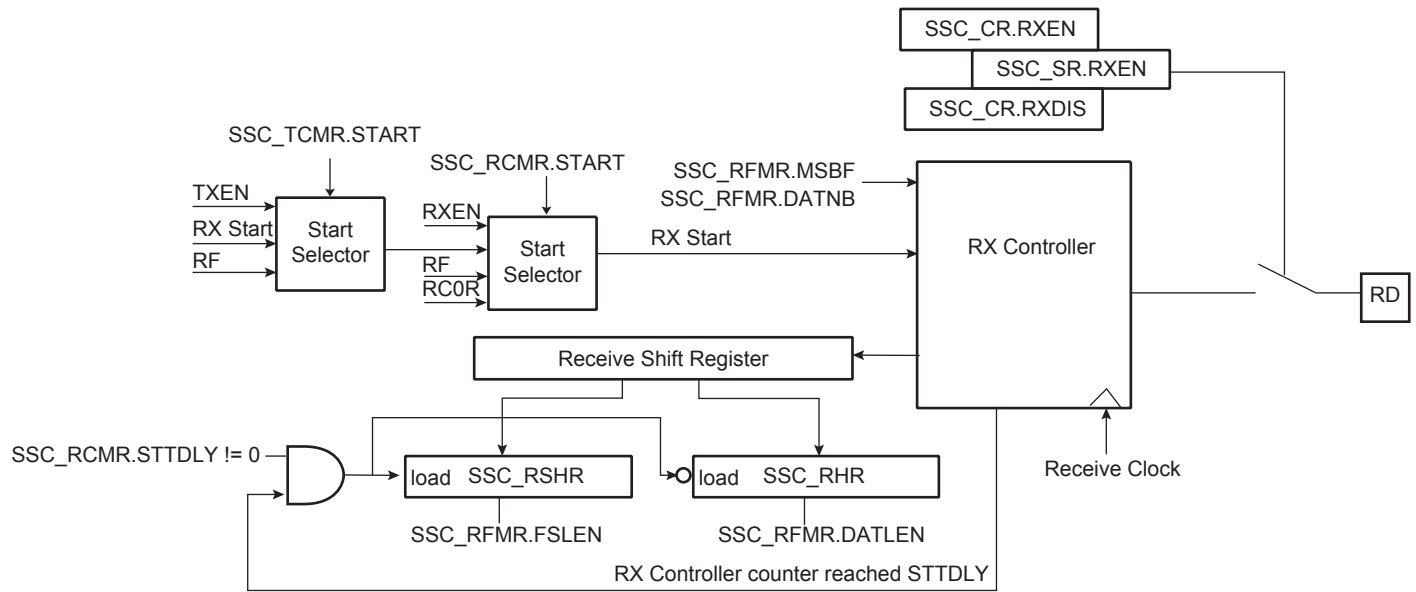 SSC_CR.RXEN
SSC_SR.RXEN
SSC_CR.RXDIS
SSC_TCMR.START
SSC_RCMR.START
SSC_RFMR.MSBF
SSC_RFMR.DATNB
TXEN
RX Start
RF
Start
Selector
RXEN
RF
RC0R
Start
Selector
RX Start
RX Controller
RD
Receive Shift Register
SSC_RCMR.STTDLY != 0
load SSC_RSHR
load SSC_RHR
Receive Clock
SSC_RFMR.FSLEN
SSC_RFMR.DATLEN
RX Controller counter reached STTDLY